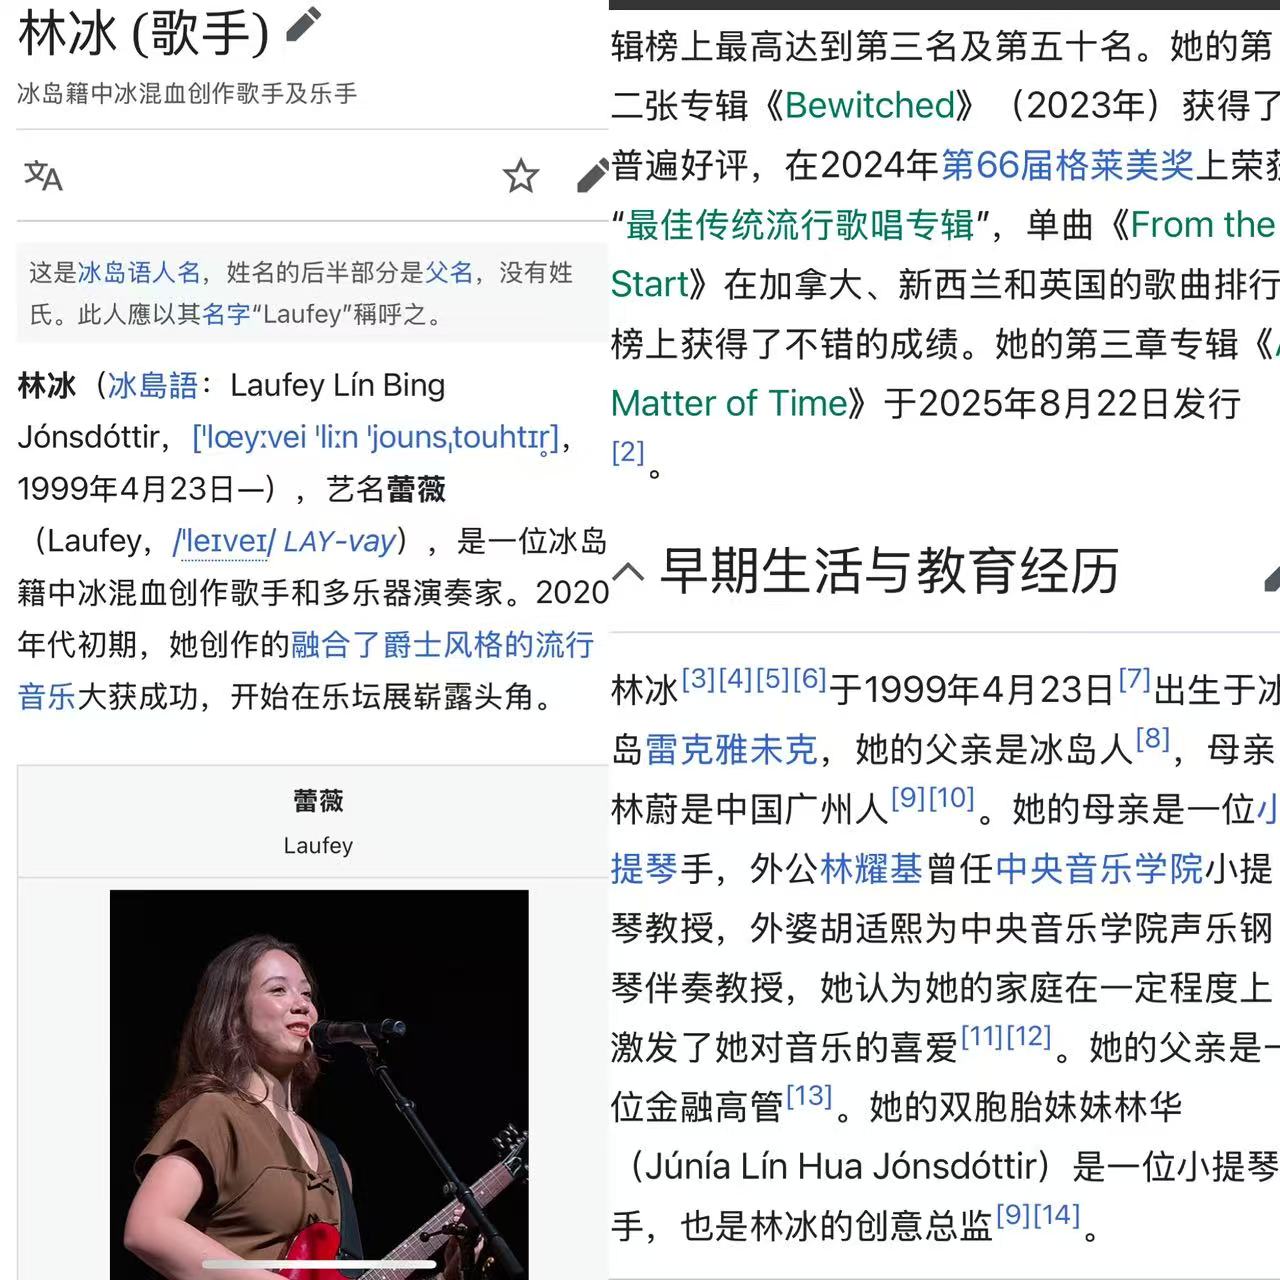 林冰 (歌手)
冰岛籍中冰混血创作歌手及乐手
文A
这是冰岛语人名，姓名的后半部分是父名，没有姓
氏。此人應以其名字“Laufey”稱呼之。
林冰（冰島語：Laufey Lín Bing
Jónsdóttir，[ˈlœyːvei ˈliːn ˈjounsˌtouhtɪr̥]，
1999年4月23日—），艺名蕾薇
（Laufey，/ˈleɪveɪ/ LAY-vay），是一位冰岛
籍中冰混血创作歌手和多乐器演奏家。2020
年代初期，她创作的融合了爵士风格的流行
音乐大获成功，开始在乐坛展崭露头角。
蕾薇
Laufey
辑榜上最高达到第三名及第五十名。她的第
二张专辑《Bewitched》（2023年）获得了
普遍好评，在2024年第66届格莱美奖上荣获
“最佳传统流行歌唱专辑”，单曲《From the
Start》在加拿大、新西兰和英国的歌曲排行
榜上获得了不错的成绩。她的第三章专辑《A
Matter of Time》于2025年8月22日发行
[2]。
早期生活与教育经历
林冰[3][4][5][6]于1999年4月23日[7]出生于冰
岛雷克雅未克，她的父亲是冰岛人[8]，母亲
林蔚是中国广州人[9][10]。她的母亲是一位小
提琴手，外公林耀基曾任中央音乐学院小提
琴教授，外婆胡适熙为中央音乐学院声乐钢
琴伴奏教授，她认为她的家庭在一定程度上
激发了她对音乐的喜爱[11][12]。她的父亲是一
位金融高管[13]。她的双胞胎妹妹林华
（Júnía Lín Hua Jónsdóttir）是一位小提琴
手，也是林冰的创意总监[9][14]。